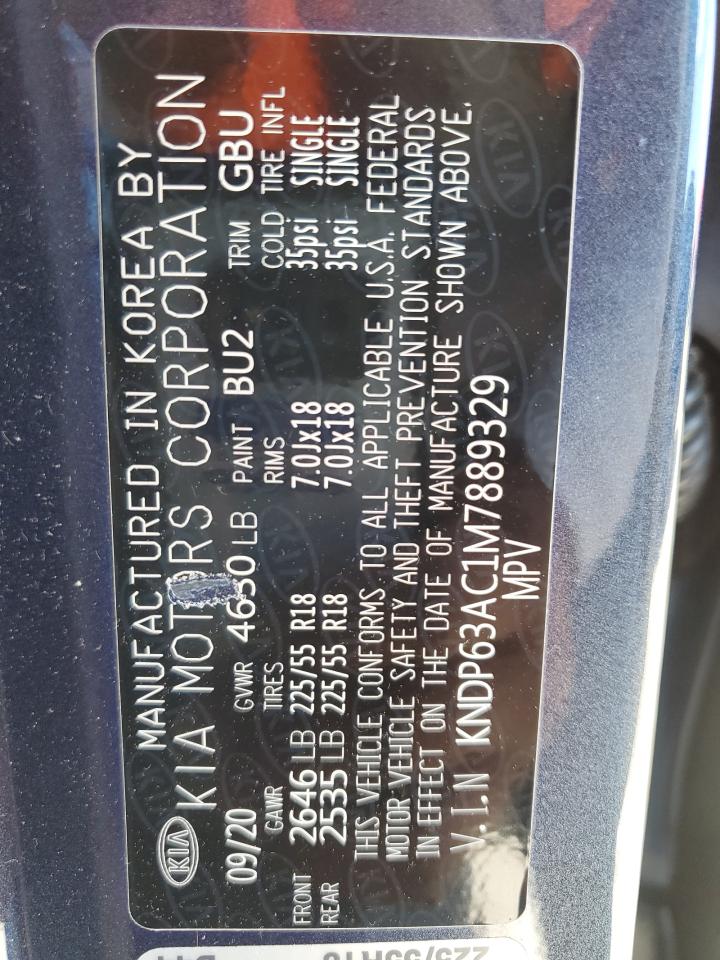 KIA MANUFACTURED IN KOREA BY
KIA MOTORS CORPORATION
09/20 GVWR 4630 LB PAINT BU2 TRIM GBU
GAWR TIRES RIMS COLD TIRE INFL
FRONT 2646 LB 225/55 R18 7.0Jx18 35psi SINGLE
REAR 2535 LB 225/55 R18 7.0Jx18 35psi SINGLE
THIS VEHICLE CONFORMS TO ALL APPLICABLE U.S.A. FEDERAL
MOTOR VEHICLE SAFETY AND THEFT PREVENTION STANDARDS
IN EFFECT ON THE DATE OF MANUFACTURE SHOWN ABOVE.
V.I.N KNDP63AC1M7889329
MPV